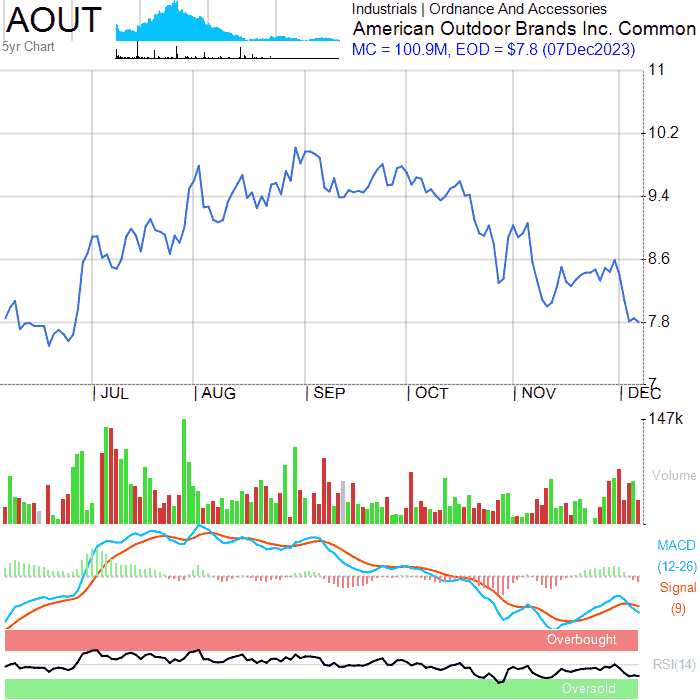 AOUT
5yr Chart
Industrials | Ordnance And Accessories
American Outdoor Brands Inc. Common
MC = 100.9M, EOD = $7.8 (07Dec2023)
11
10.2
9.4
8.6
7.8
7
| JUL | AUG | SEP | OCT | NOV | DEC
147k
Volume
MACD
(12-26)
Signal
(9)
Overbought
RSI(14)
Oversold